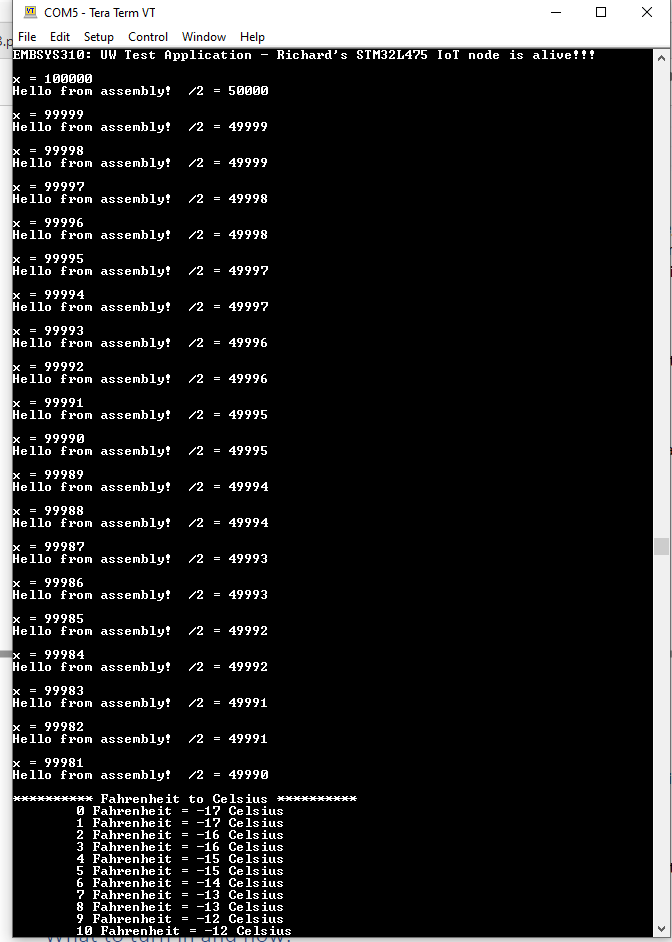 COM5 - Tera Term VT
File Edit Setup Control Window Help
EMBSYS310: UW Test Application - Richard's STM32L475 IoT node is alive!!!
x = 100000
Hello from assembly!  /2 = 50000
x = 99999
Hello from assembly!  /2 = 49999
x = 99998
Hello from assembly!  /2 = 49999
x = 99997
Hello from assembly!  /2 = 49998
x = 99996
Hello from assembly!  /2 = 49998
x = 99995
Hello from assembly!  /2 = 49997
x = 99994
Hello from assembly!  /2 = 49997
x = 99993
Hello from assembly!  /2 = 49996
x = 99992
Hello from assembly!  /2 = 49996
x = 99991
Hello from assembly!  /2 = 49995
x = 99990
Hello from assembly!  /2 = 49995
x = 99989
Hello from assembly!  /2 = 49994
x = 99988
Hello from assembly!  /2 = 49994
x = 99987
Hello from assembly!  /2 = 49993
x = 99986
Hello from assembly!  /2 = 49993
x = 99985
Hello from assembly!  /2 = 49992
x = 99984
Hello from assembly!  /2 = 49992
x = 99983
Hello from assembly!  /2 = 49991
x = 99982
Hello from assembly!  /2 = 49991
x = 99981
Hello from assembly!  /2 = 49990
********** Fahrenheit to Celsius **********
0 Fahrenheit = -17 Celsius
1 Fahrenheit = -17 Celsius
2 Fahrenheit = -16 Celsius
3 Fahrenheit = -16 Celsius
4 Fahrenheit = -15 Celsius
5 Fahrenheit = -15 Celsius
6 Fahrenheit = -14 Celsius
7 Fahrenheit = -13 Celsius
8 Fahrenheit = -13 Celsius
9 Fahrenheit = -12 Celsius
10 Fahrenheit = -12 Celsius